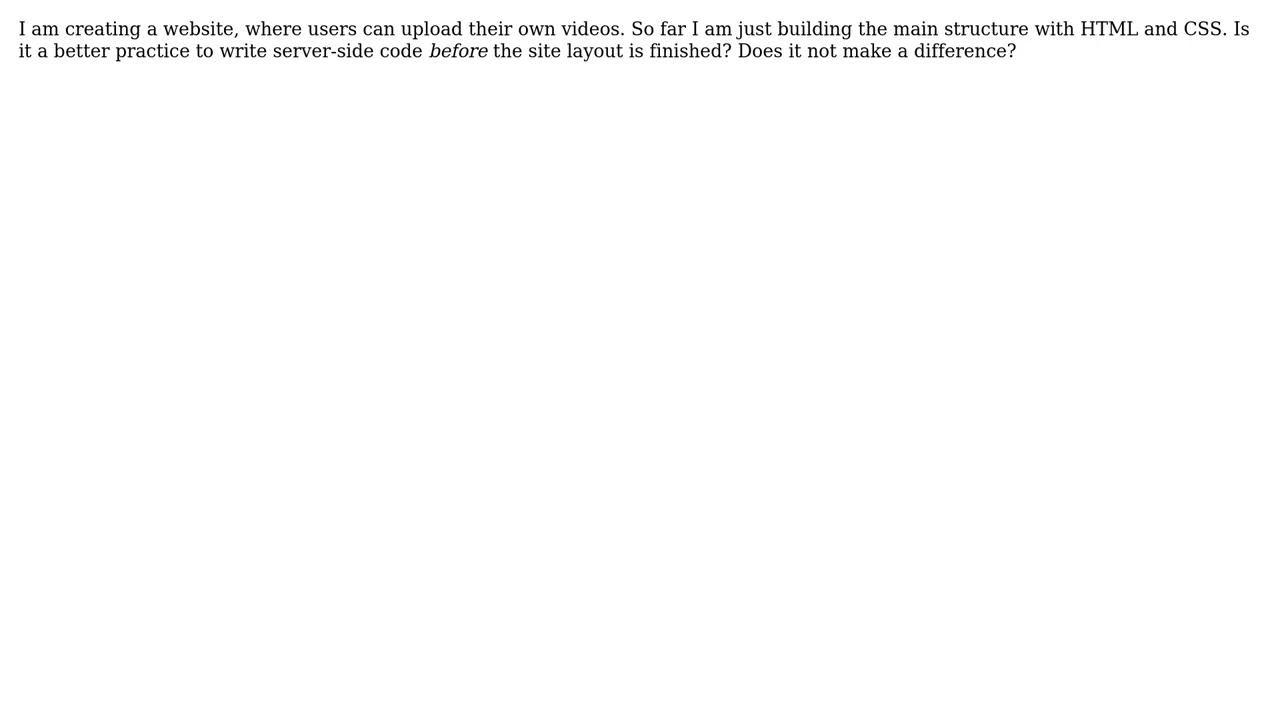 I am creating a website, where users can upload their own videos. So far I am just building the main structure with HTML and CSS. Is
it a better practice to write server-side code before the site layout is finished? Does it not make a difference?